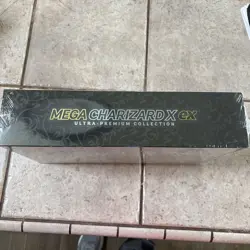 MEGA CHARIZARD X ex
ULTRA-PREMIUM COLLECTION